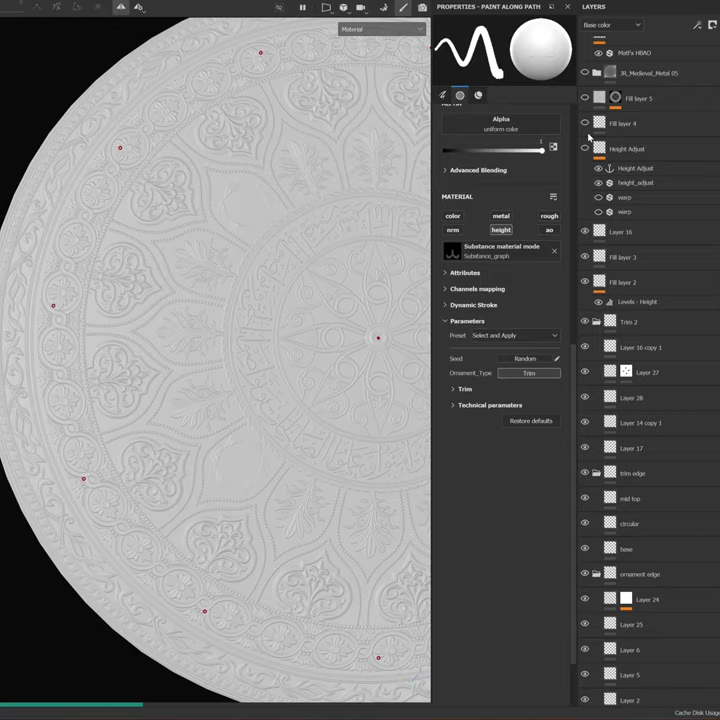 PROPERTIES - PAINT ALONG PATH
LAYERS
Material
Base color
Alpha
uniform color
1
Advanced Blending
MATERIAL
color
metal
rough
nrm
height
ao
Substance material mode
Substance_graph
Attributes
Channels mapping
Dynamic Stroke
Parameters
Preset
Select and Apply
Seed
Random
Ornament_Type
Trim
Trim
Technical paramaters
Restore defaults
MatFx HBAO
JR_Medieval_Metal 05
Fill layer 5
Fill layer 4
Height Adjust
Height Adjust
height_adjust
warp
warp
Layer 16
Fill layer 3
Fill layer 2
Levels - Height
Trim 2
Layer 16 copy 1
Layer 27
Layer 28
Layer 14 copy 1
Layer 17
trim edge
mid top
circular
base
ornament edge
Layer 24
Layer 25
Layer 6
Layer 5
Layer 2
Cache Disk Usage